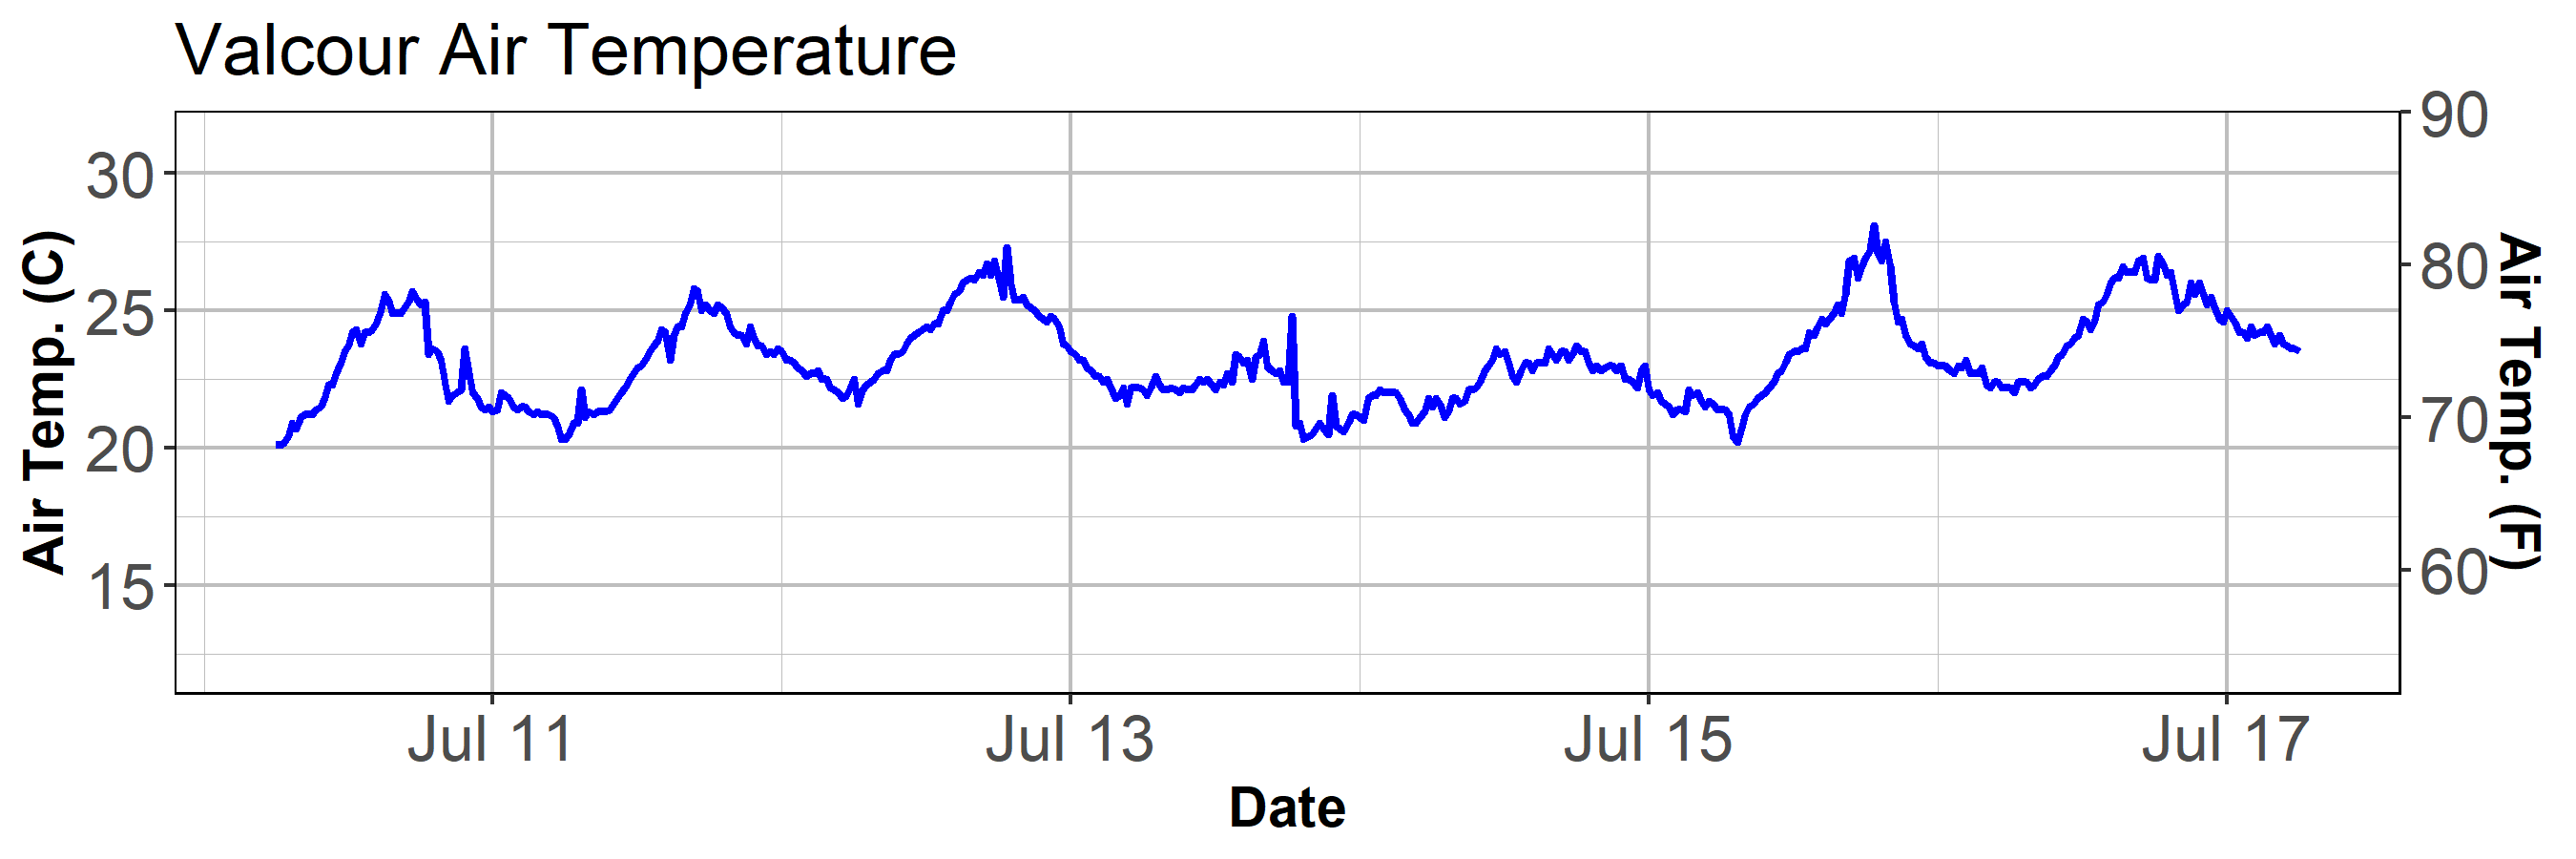 Valcour Air Temperature
90
30
80
25
70
20
60
15
Air Temp. (C)
Air Temp. (F)
Jul 11
Jul 13
Jul 15
Jul 17
Date